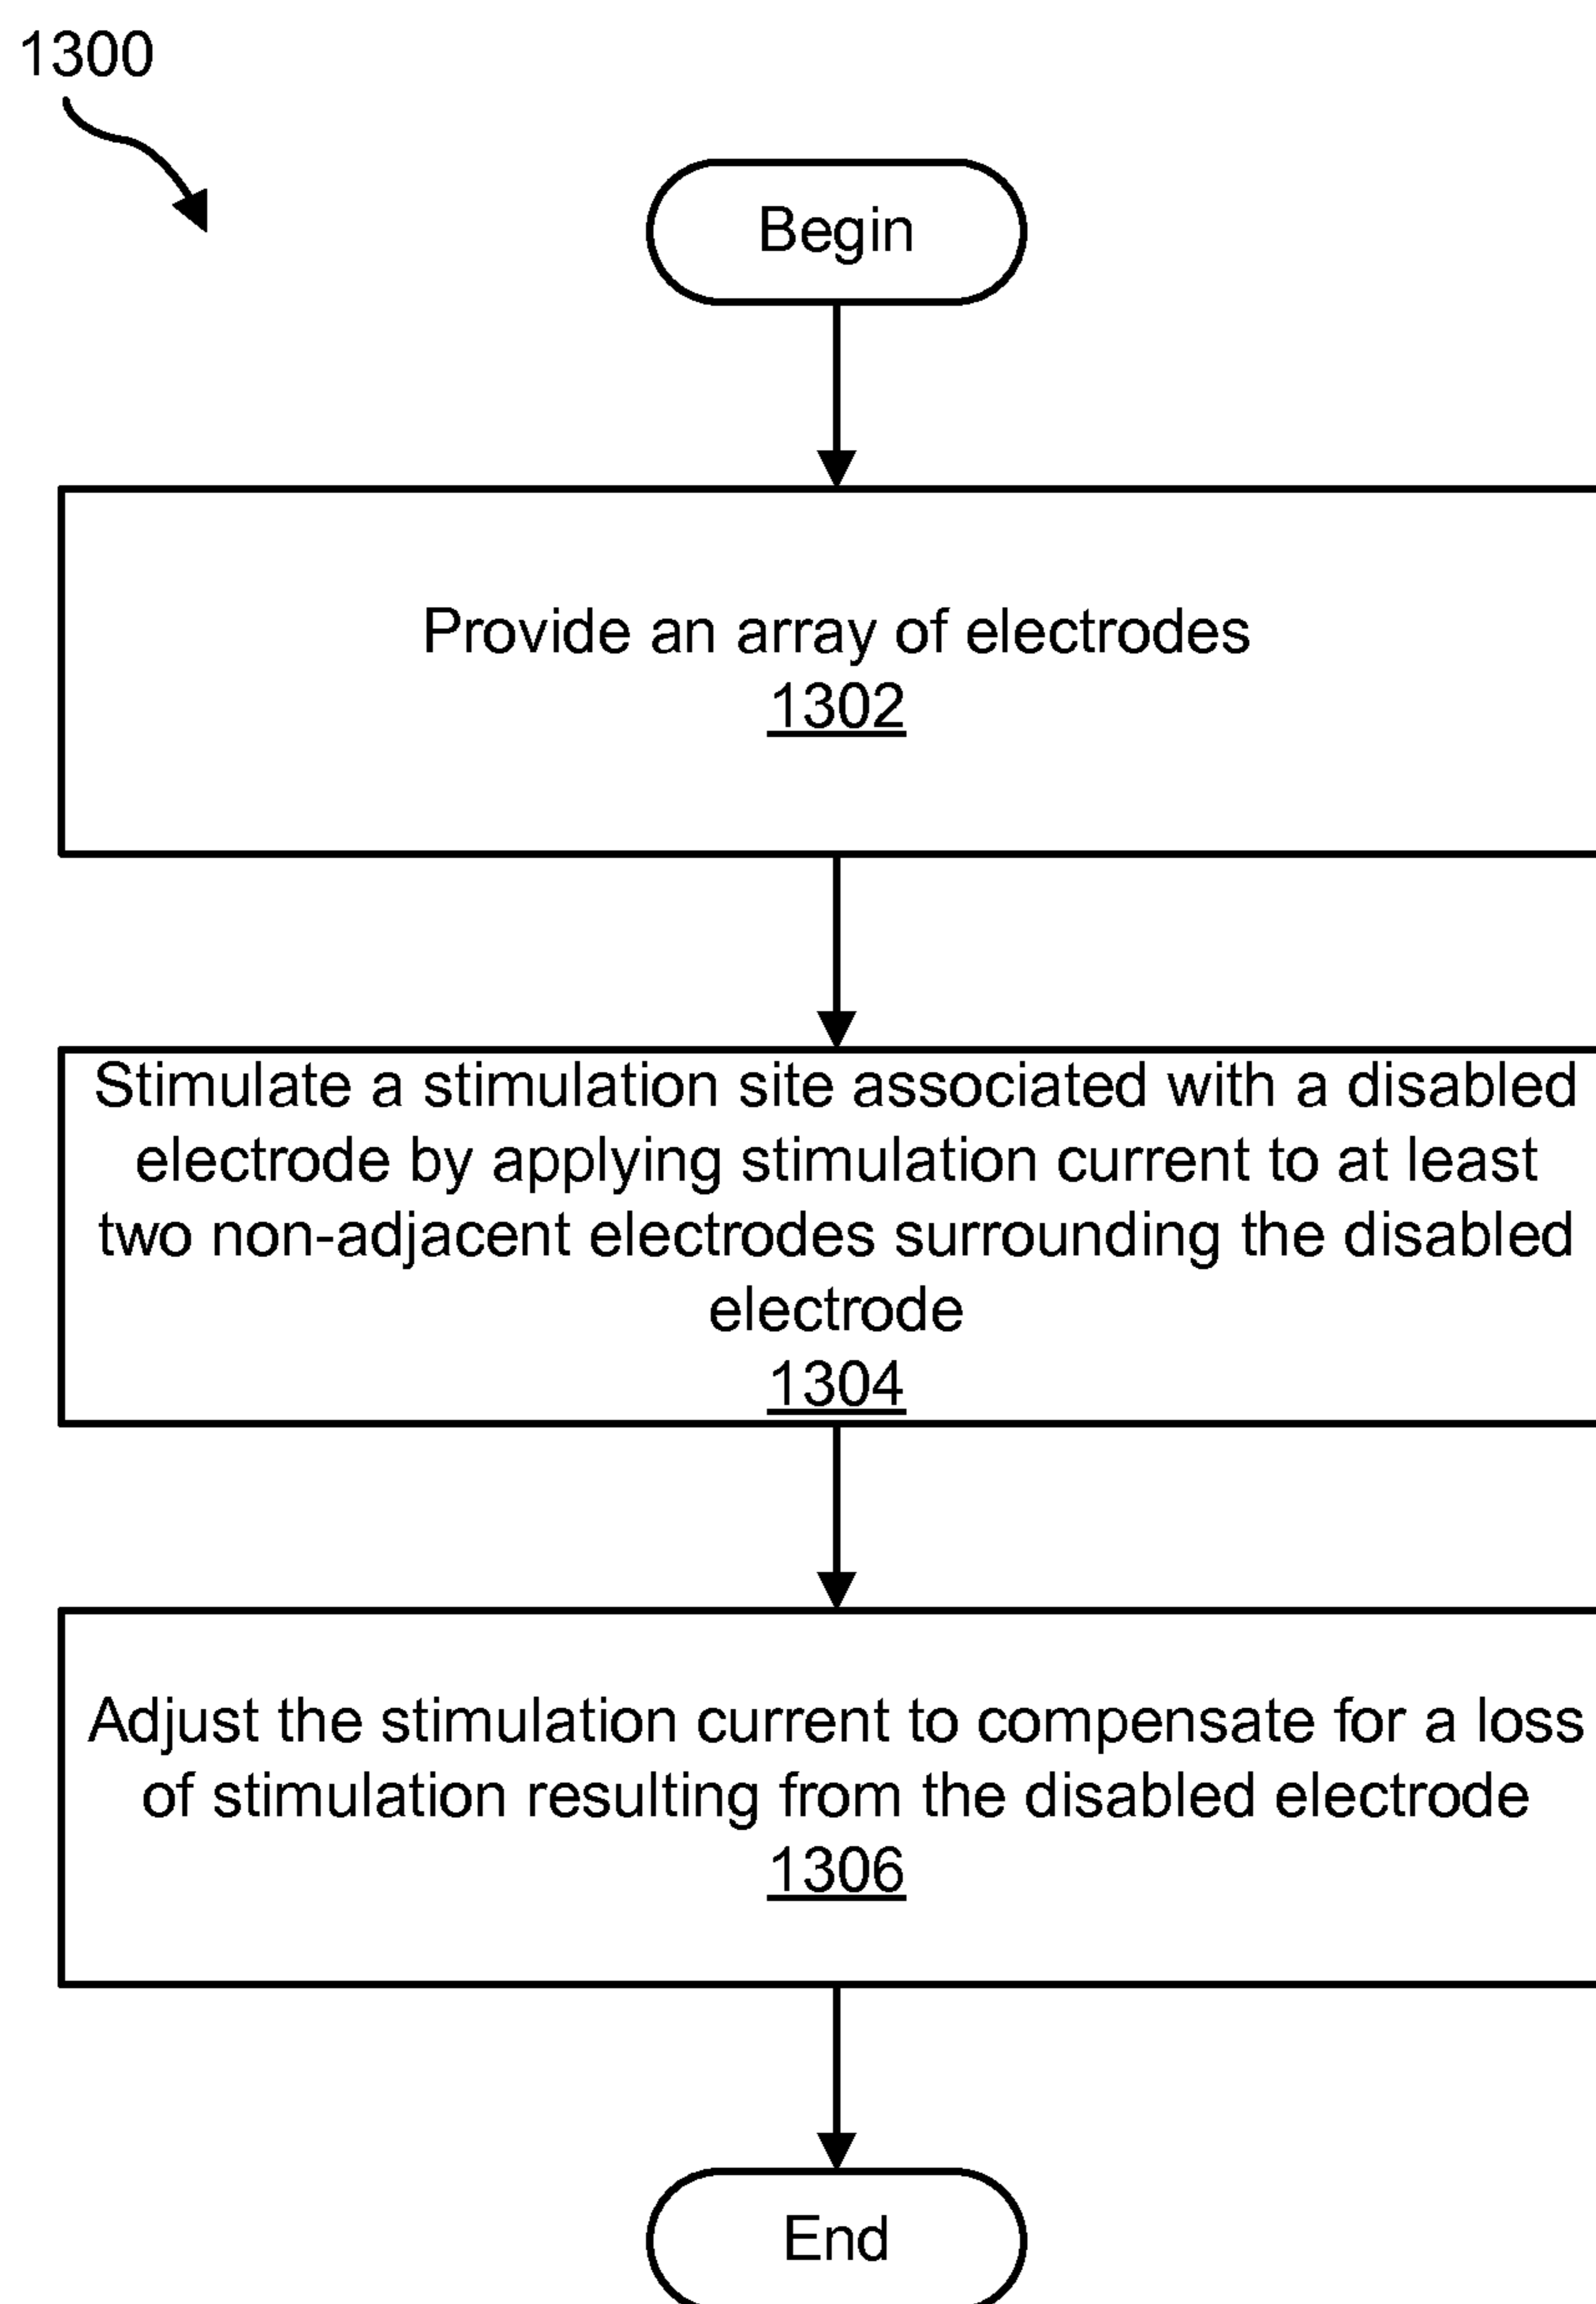 1300
Begin
Provide an array of electrodes
1302
Stimulate a stimulation site associated with a disabled
electrode by applying stimulation current to at least
two non-adjacent electrodes surrounding the disabled
electrode
1304
Adjust the stimulation current to compensate for a loss
of stimulation resulting from the disabled electrode
1306
End